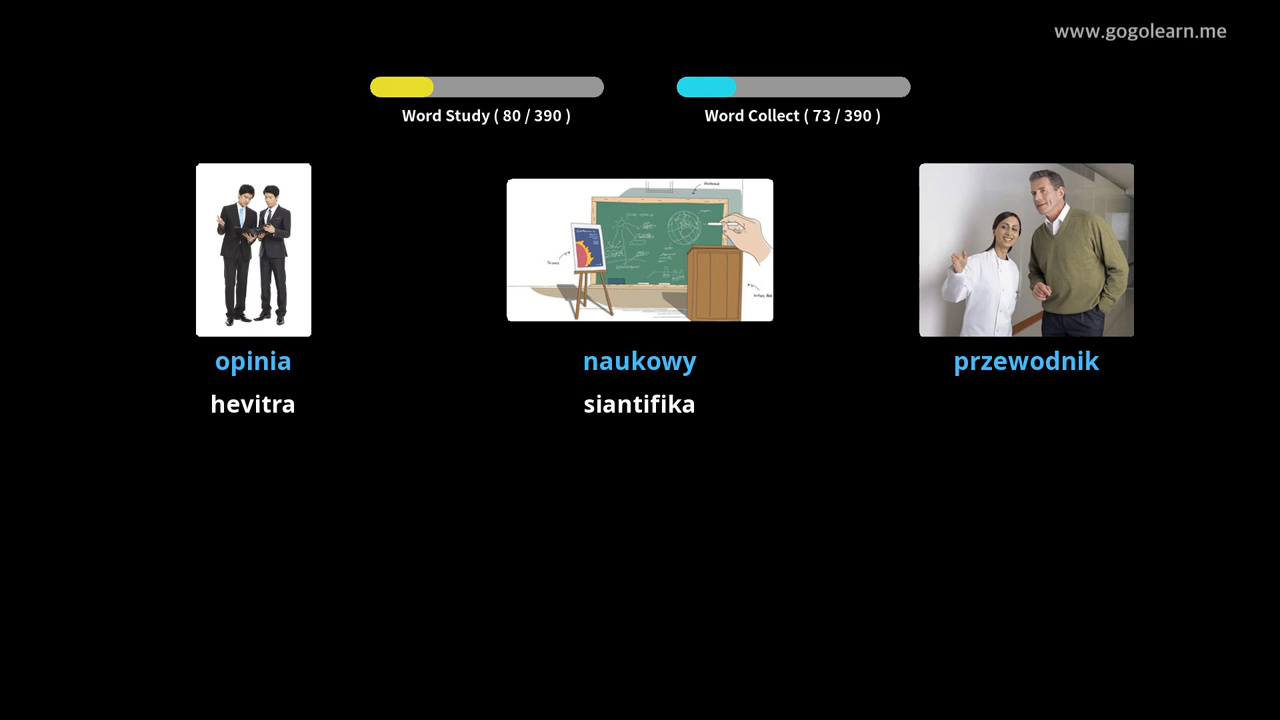 www.gogolearn.me
Word Study ( 80 / 390 )
Word Collect ( 73 / 390 )
opinia
naukowy
przewodnik
hevitra
siantifika